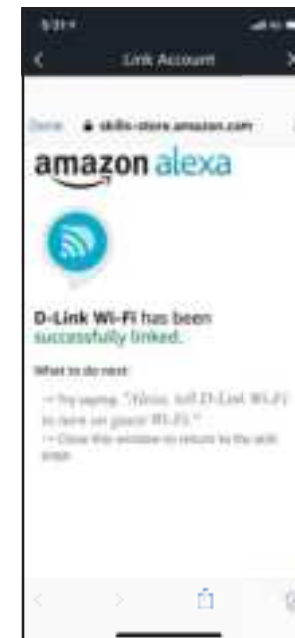 Link Account
Done
skills-store.amazon.com
amazon alexa
D-Link Wi-Fi has been
successfully linked.
What to do next:
→ Try saying, "Alexa, tell D-Link Wi-Fi
to turn on guest Wi-Fi."
→ Close this window to return to the skill
page.